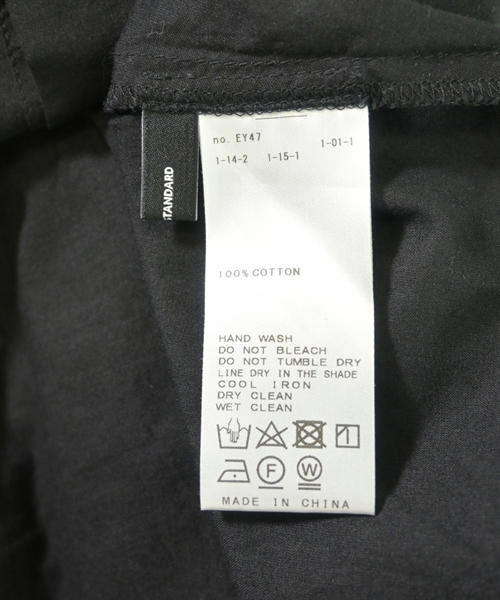 no. EY47
1-01-1
1-14-2 1-15-1
STANDARD
100% COTTON
HAND WASH
DO NOT BLEACH
DO NOT TUMBLE DRY
LINE DRY IN THE SHADE
COOL IRON
DRY CLEAN
WET CLEAN
F W
MADE IN CHINA